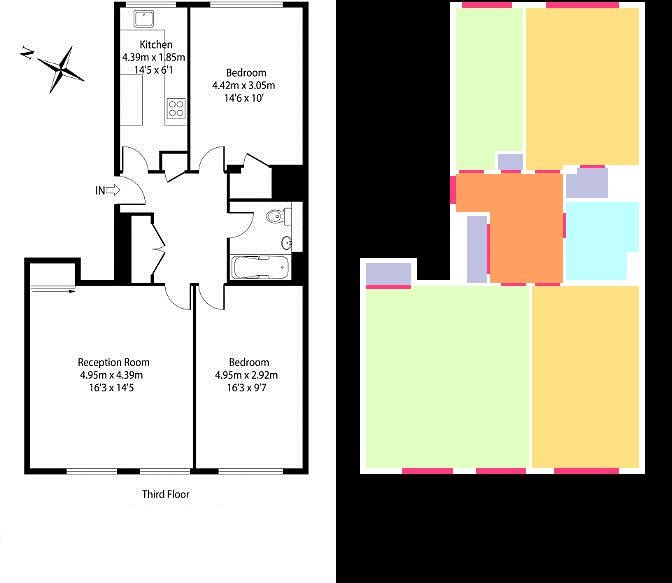 N
Kitchen
4.39m x 1.85m
14'5 x 6'1
Bedroom
4.42m x 3.05m
14'6 x 10'
IN
Reception Room
4.95m x 4.39m
16'3 x 14'5
Bedroom
4.95m x 2.92m
16'3 x 9'7
Third Floor